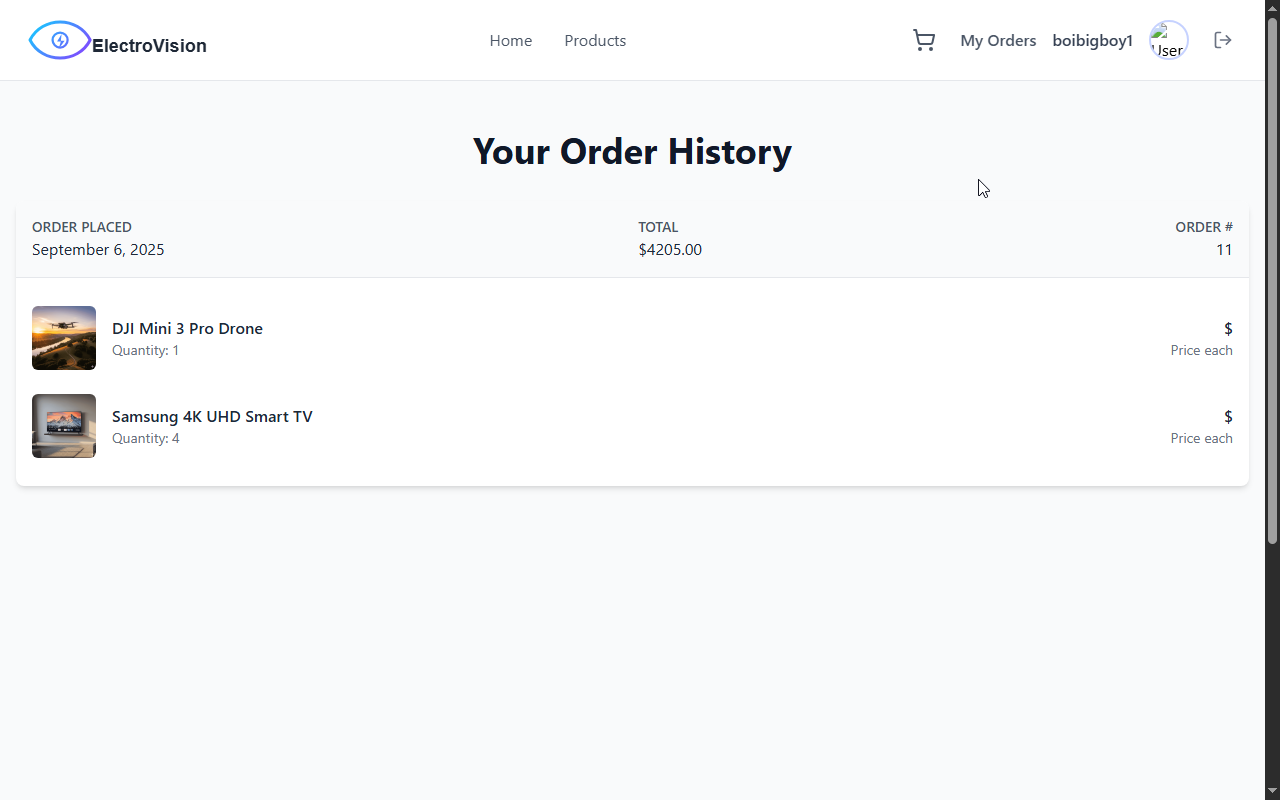 ElectroVision
Home
Products
My Orders
boibigboy1
User
Your Order History
ORDER PLACED
September 6, 2025
TOTAL
$4205.00
ORDER #
11
DJI Mini 3 Pro Drone
Quantity: 1
$
Price each
Samsung 4K UHD Smart TV
Quantity: 4
$
Price each